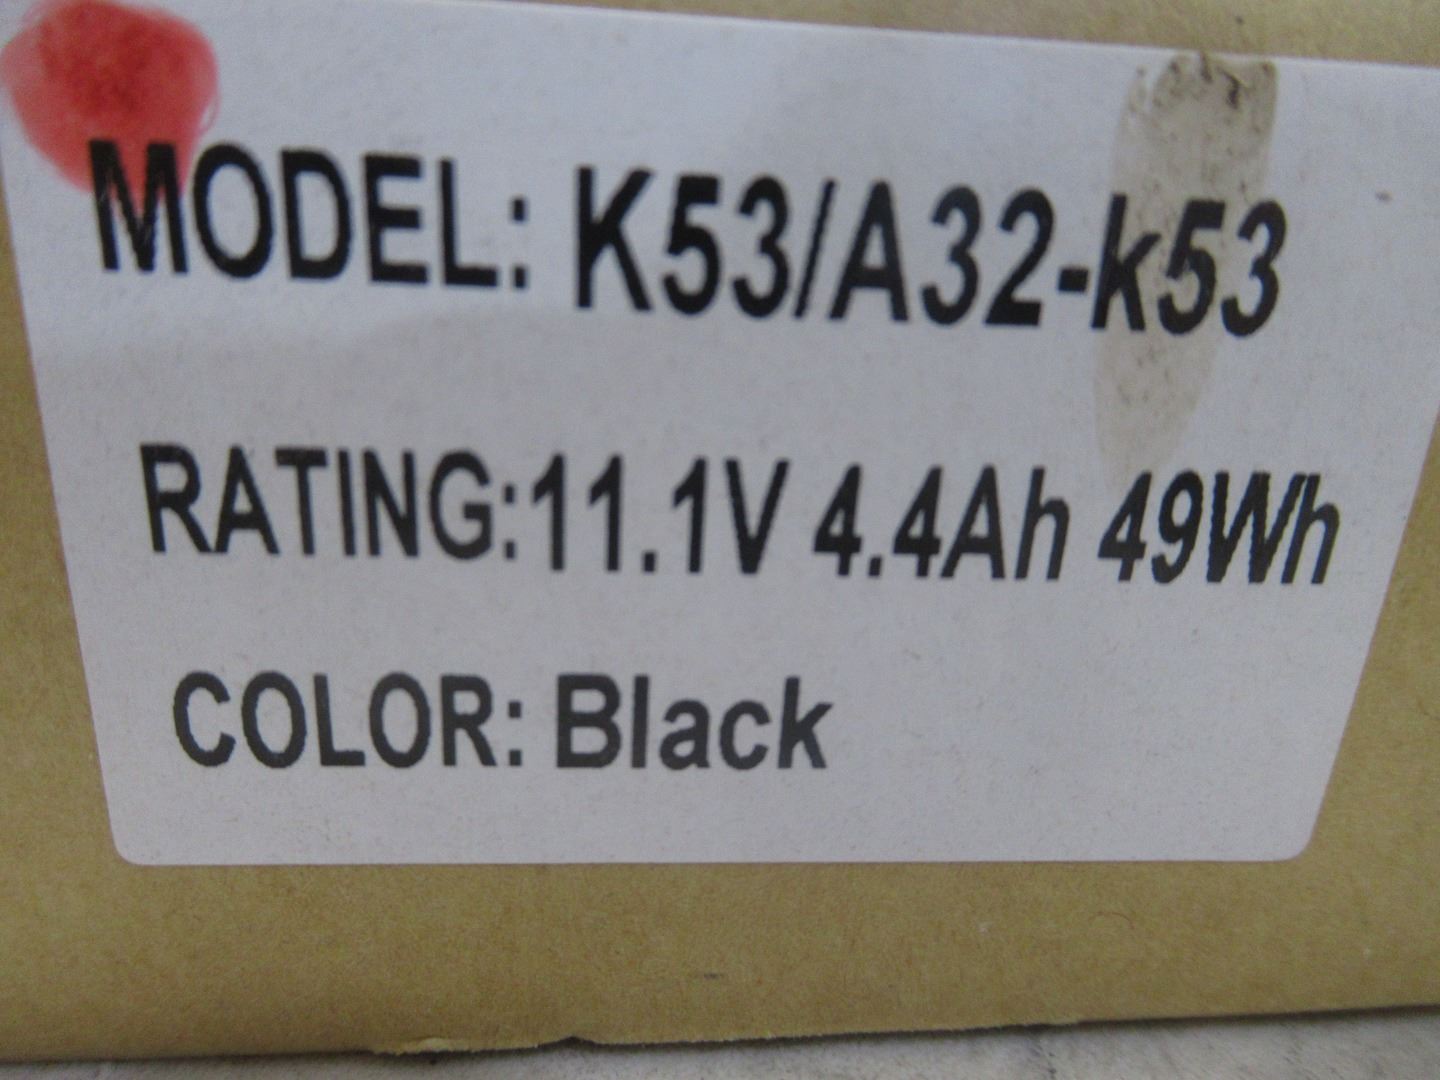 MODEL: K53/A32-k53
RATING:11.1V 4.4Ah 49Wh
COLOR: Black